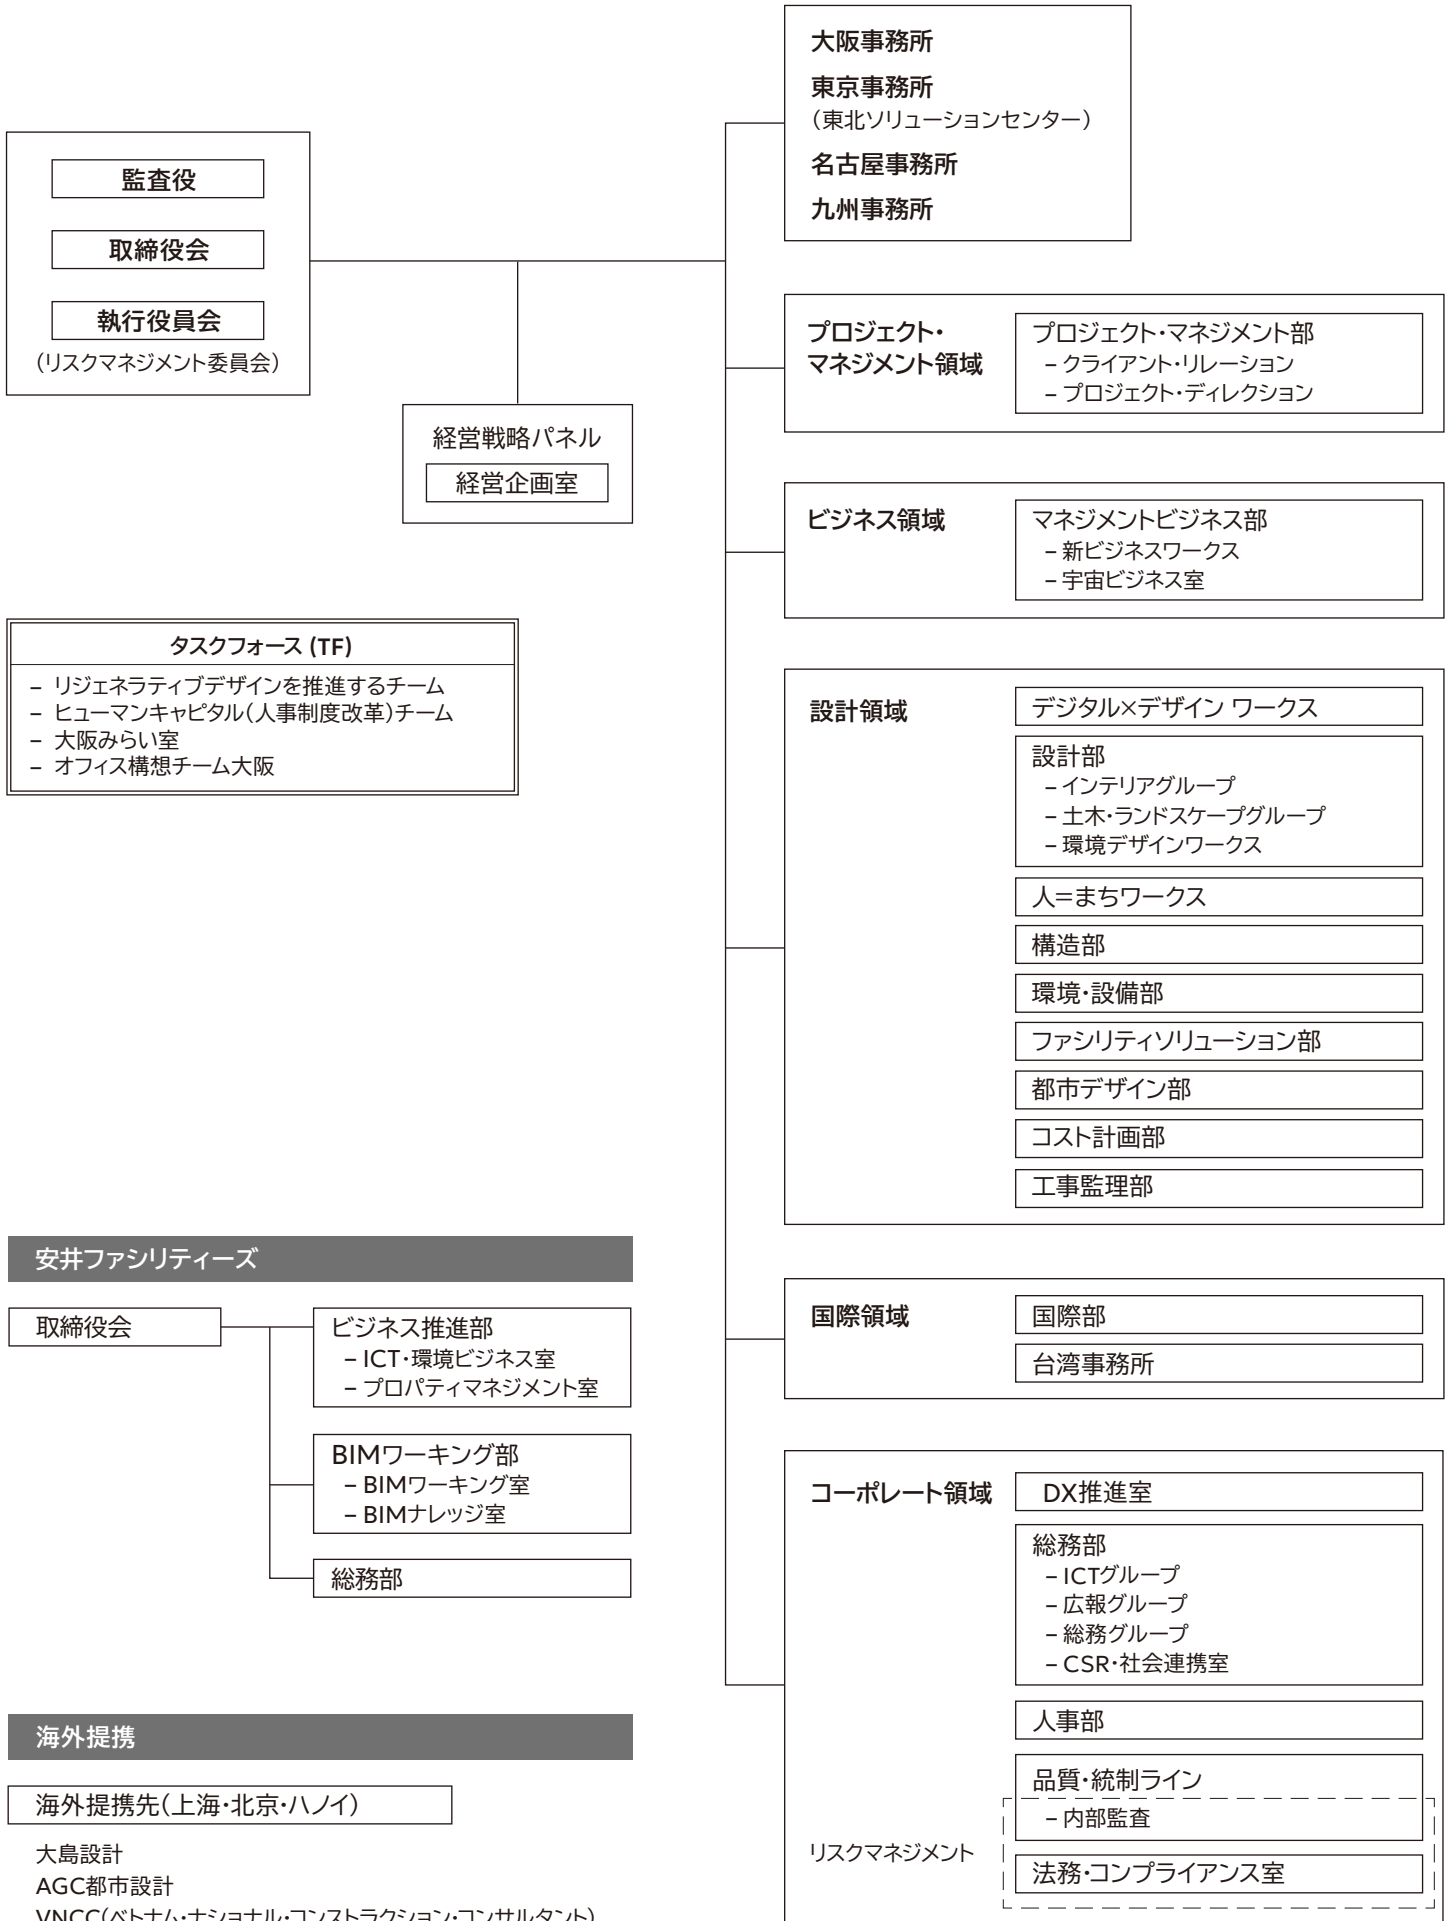 監査役
取締役会
執行役員会
（リスクマネジメント委員会）
経営戦略パネル
経営企画室
タスクフォース (TF)
– リジェネラティブデザインを推進するチーム
– ヒューマンキャピタル（人事制度改革）チーム
– 大阪みらい室
– オフィス構想チーム大阪
大阪事務所
東京事務所
（東北ソリューションセンター）
名古屋事務所
九州事務所
プロジェクト・
マネジメント領域
プロジェクト・マネジメント部
– クライアント・リレーション
– プロジェクト・ディレクション
ビジネス領域
マネジメントビジネス部
– 新ビジネスワークス
– 宇宙ビジネス室
設計領域
デジタル×デザイン ワークス
設計部
– インテリアグループ
– 土木・ランドスケープグループ
– 環境デザインワークス
人＝まちワークス
構造部
環境・設備部
ファシリティソリューション部
都市デザイン部
コスト計画部
工事監理部
国際領域
国際部
台湾事務所
コーポレート領域
DX推進室
総務部
– ICTグループ
– 広報グループ
– 総務グループ
– CSR・社会連携室
人事部
品質・統制ライン
– 内部監査
リスクマネジメント
法務・コンプライアンス室
安井ファシリティーズ
取締役会
ビジネス推進部
– ICT・環境ビジネス室
– プロパティマネジメント室
BIMワーキング部
– BIMワーキング室
– BIMナレッジ室
総務部
海外提携
海外提携先（上海・北京・ハノイ）
大島設計
AGC都市設計
VNCC（ベトナム・ナショナル・コンストラクション・コンサルタント）